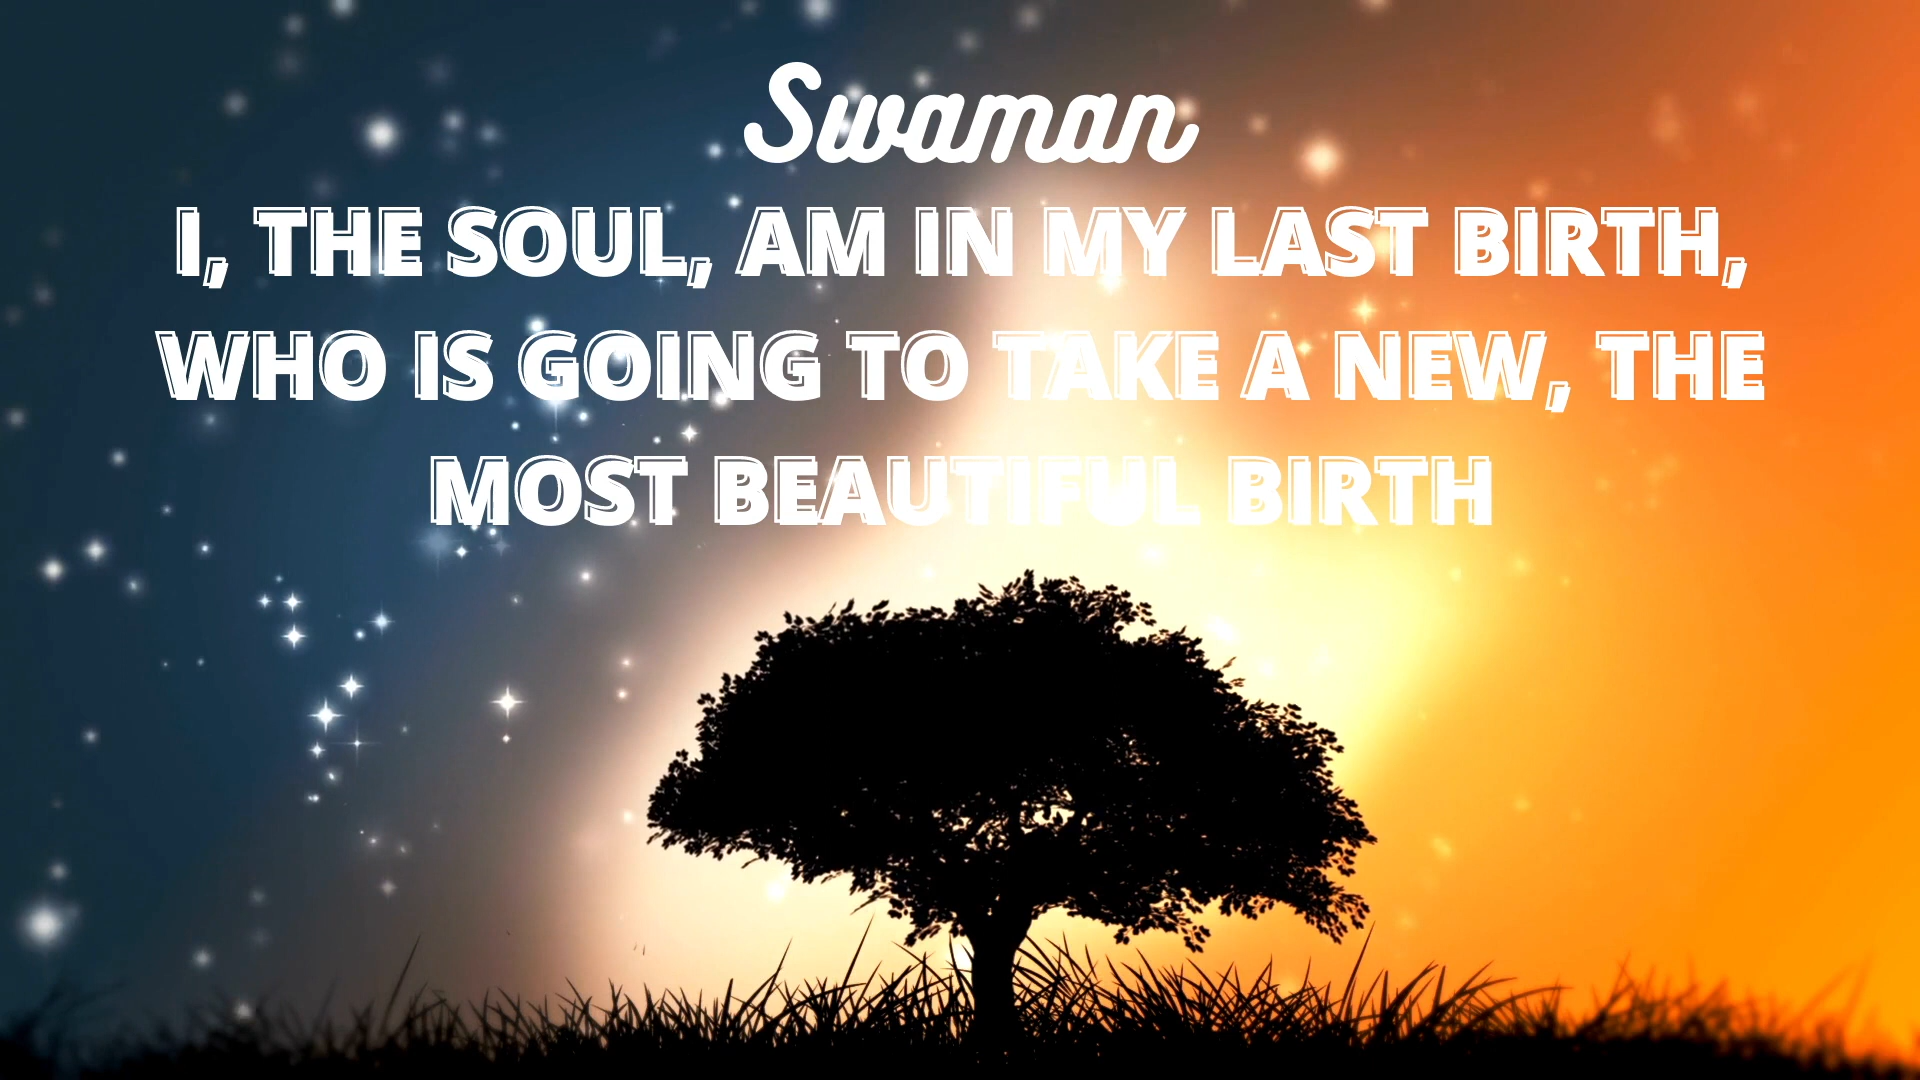 Swaman
I, THE SOUL, AM IN MY LAST BIRTH,
WHO IS GOING TO TAKE A NEW, THE
MOST BEAUTIFUL BIRTH